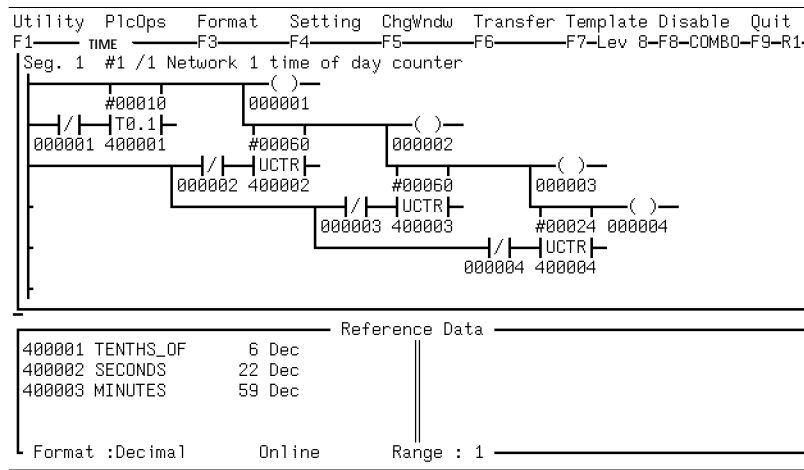 Utility PlcOps Format Setting ChgWndw Transfer Template Disable Quit
F1 TIME F3 F4 F5 F6 F7-Lev 8-F8-COMBO-F9-R1-
Seg. 1 #1 /1 Network 1 time of day counter
( )
#00010 000001
/ T0.1 ( )
000001 400001 #00060 000002
/ UCTR ( )
000002 400002 #00060 000003
/ UCTR ( )
000003 400003 #00024 000004
/ UCTR
000004 400004
Reference Data
400001 TENTHS_OF 6 Dec
400002 SECONDS 22 Dec
400003 MINUTES 59 Dec
Format :Decimal Online Range : 1